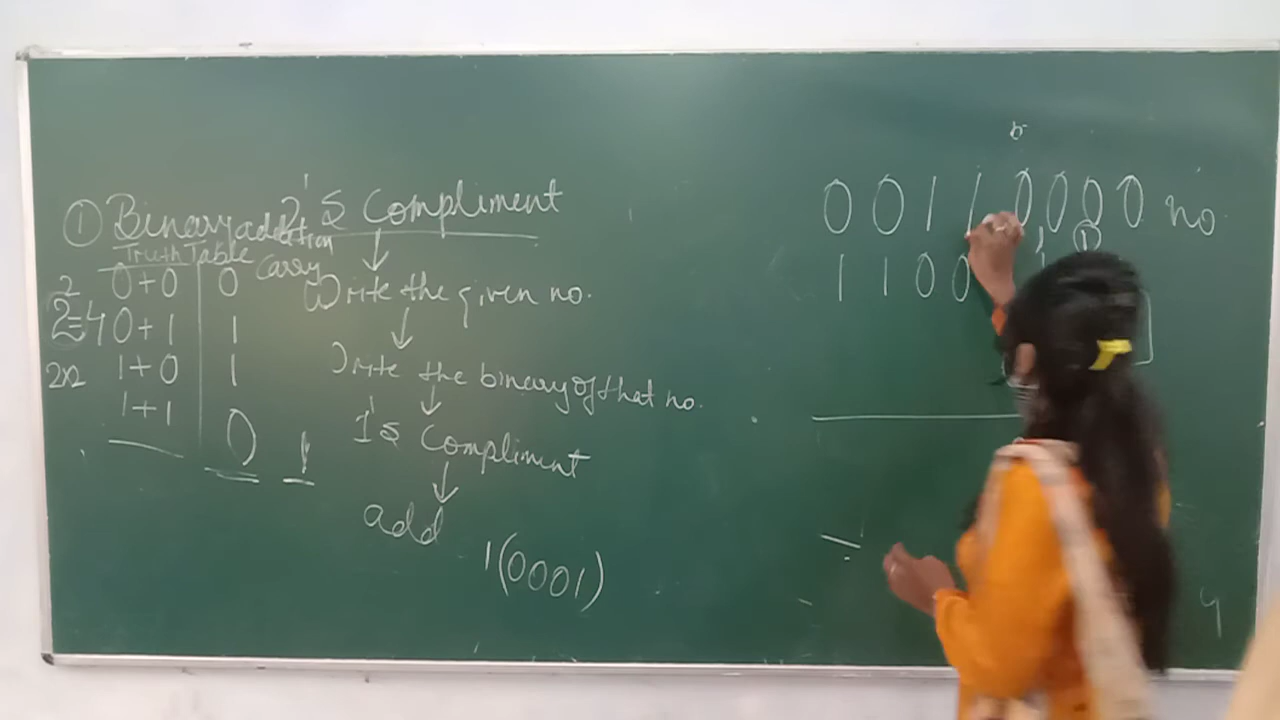 2's Compliment
① Binary addition
Truth Table Carry
0+0 0
0+1 1
1+0 1
1+1 0 1
2
2=4
2x2
Write the given no.
Write the binary of that no.
1's Compliment
add
1(0001)
0 0 1 1 0 0 0 0 no
1 1 0 0